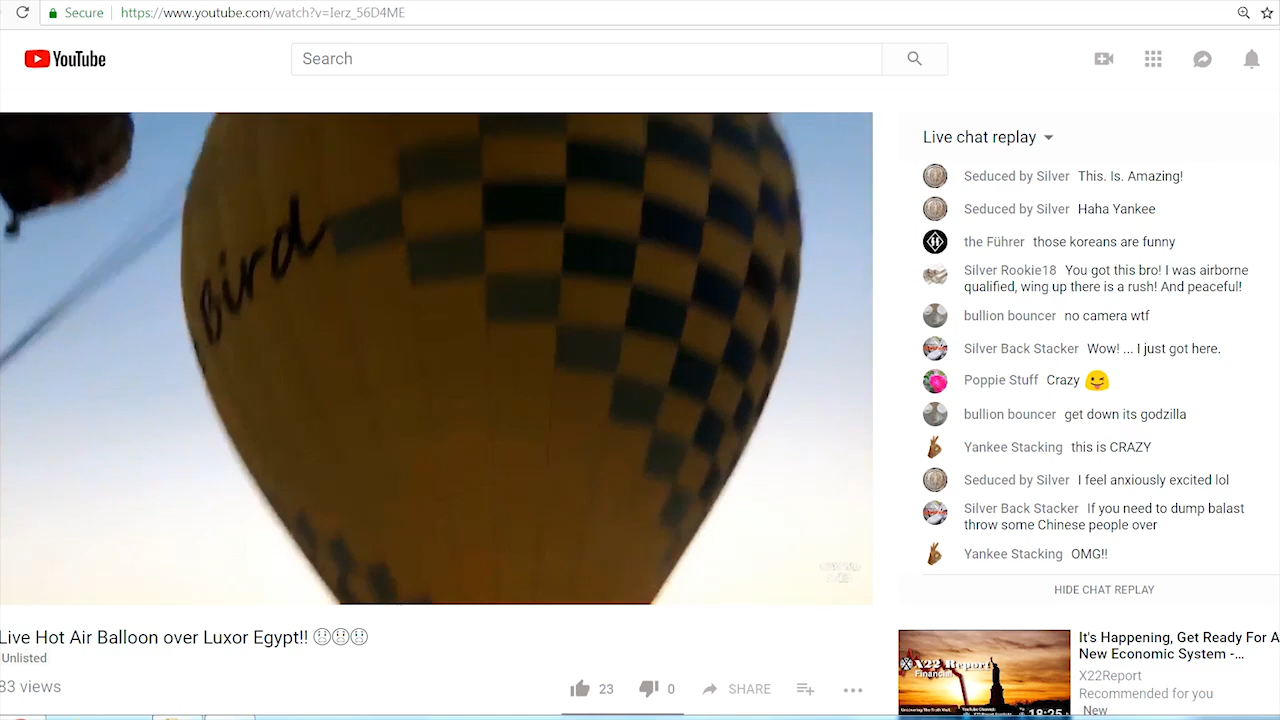 Secure https://www.youtube.com/watch?v=Ierz_56D4ME
YouTube
Search
Bird
Live chat replay
Seduced by Silver This. Is. Amazing!
Seduced by Silver Haha Yankee
the Führer those koreans are funny
Silver Rookie18 You got this bro! I was airborne
qualified, wing up there is a rush! And peaceful!
bullion bouncer no camera wtf
Silver Back Stacker Wow! ... I just got here.
Poppie Stuff Crazy 😜
bullion bouncer get down its godzilla
Yankee Stacking this is CRAZY
Seduced by Silver I feel anxiously excited lol
Silver Back Stacker If you need to dump balast
throw some Chinese people over
Yankee Stacking OMG!!
HIDE CHAT REPLAY
Live Hot Air Balloon over Luxor Egypt!!
Unlisted
83 views
23
0
SHARE
X22 Report
Financial
18:25
It's Happening, Get Ready For A
New Economic System -...
X22Report
Recommended for you
New